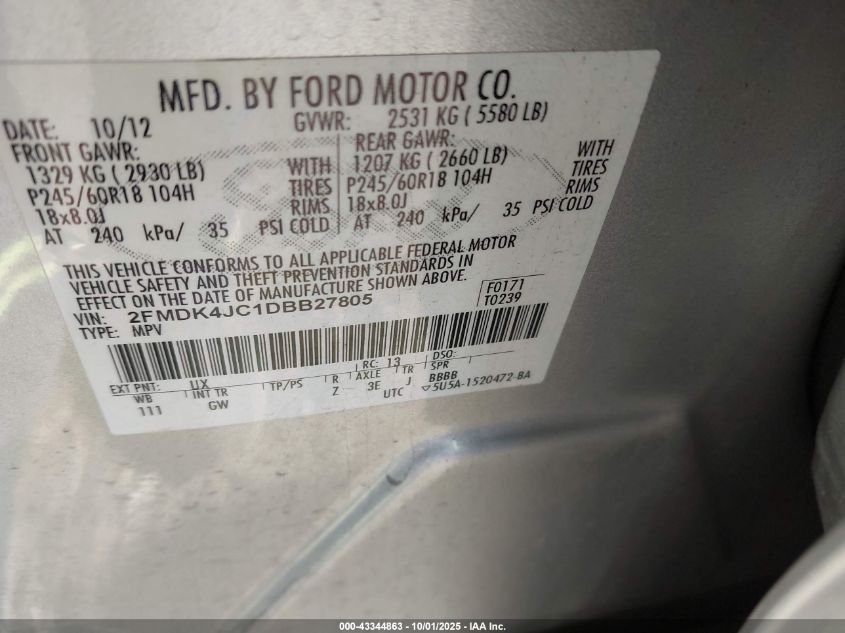 MFD. BY FORD MOTOR CO.
DATE: 10/12 GVWR: 2531 KG ( 5580 LB)
FRONT GAWR: REAR GAWR:
1329 KG ( 2930 LB) WITH 1207 KG ( 2660 LB) WITH
P245/60R18 104H TIRES P245/60R18 104H TIRES
18x8.0J RIMS 18x8.0J RIMS
AT 240 kPa/ 35 PSI COLD AT 240 kPa/ 35 PSI COLD
THIS VEHICLE CONFORMS TO ALL APPLICABLE FEDERAL MOTOR
VEHICLE SAFETY AND THEFT PREVENTION STANDARDS IN
EFFECT ON THE DATE OF MANUFACTURE SHOWN ABOVE.
VIN: 2FMDK4JC1DBB27805 F0171
TYPE: MPV T0239
EXT PNT: UX RC: 13 DSO:
WB INT TR TP/PS R AXLE TR SPR
111 GW Z 3E J BBBB
UTC ▽5U5A-1520472-BA
000-43344863 - 10/01/2025 - IAA Inc.